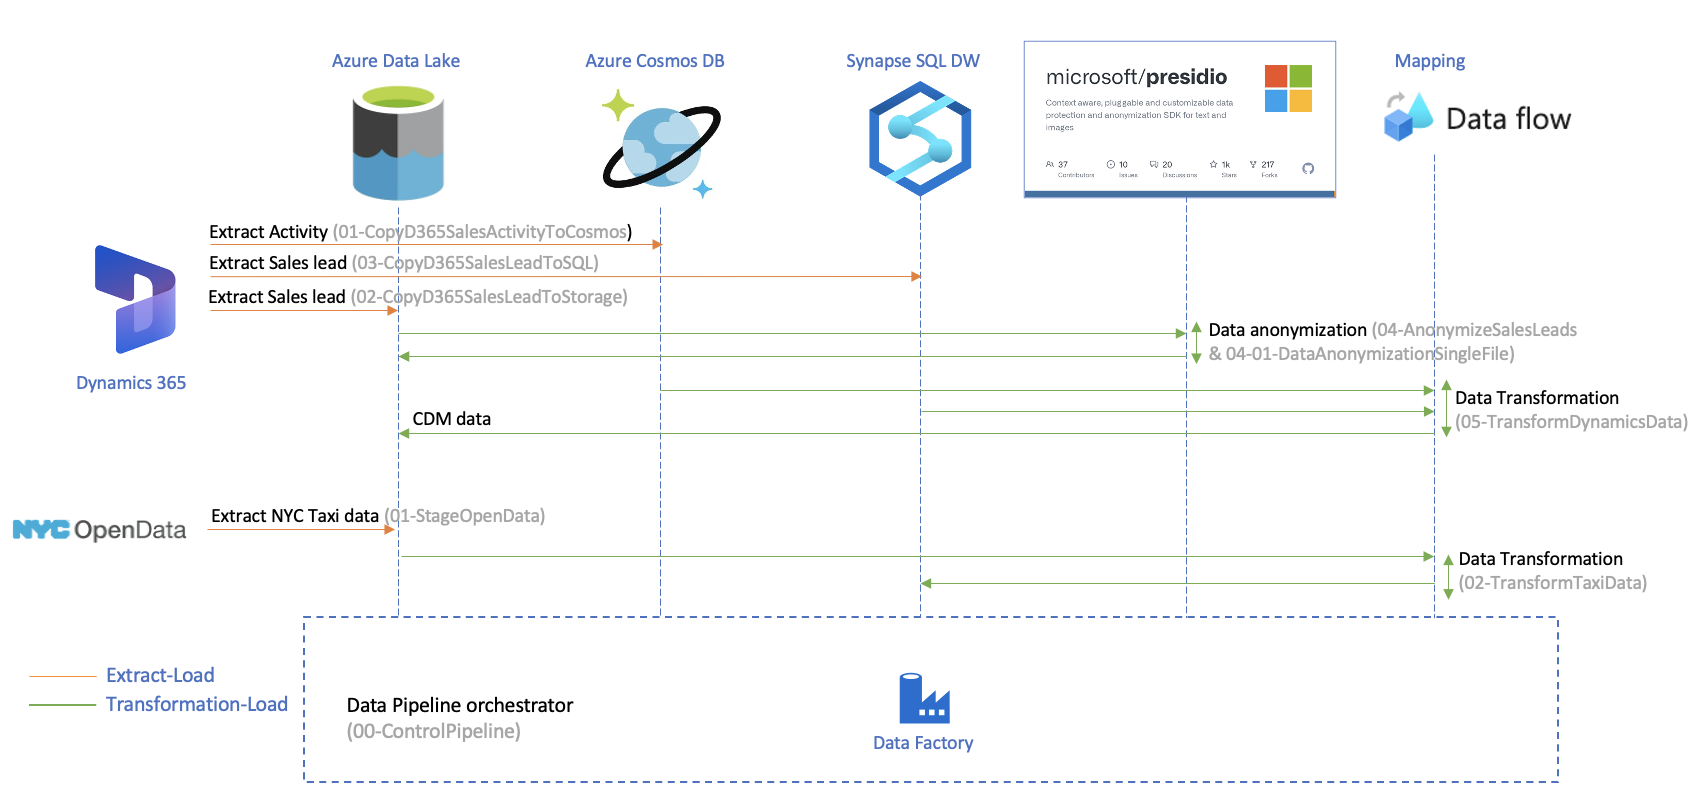 Azure Data Lake
Azure Cosmos DB
Synapse SQL DW
microsoft/presidio
Context aware, pluggable and customizable data
protection and anonymization SDK for text and
images
37
Contributors
10
Issues
20
Discussions
1k
Stars
217
Forks
Mapping
Data flow
Extract Activity (01-CopyD365SalesActivityToCosmos)
Extract Sales lead (03-CopyD365SalesLeadToSQL)
Extract Sales lead (02-CopyD365SalesLeadToStorage)
Dynamics 365
Data anonymization (04-AnonymizeSalesLeads
& 04-01-DataAnonymizationSingleFile)
Data Transformation
(05-TransformDynamicsData)
CDM data
NYC OpenData
Extract NYC Taxi data (01-StageOpenData)
Data Transformation
(02-TransformTaxiData)
Extract-Load
Transformation-Load
Data Pipeline orchestrator
(00-ControlPipeline)
Data Factory